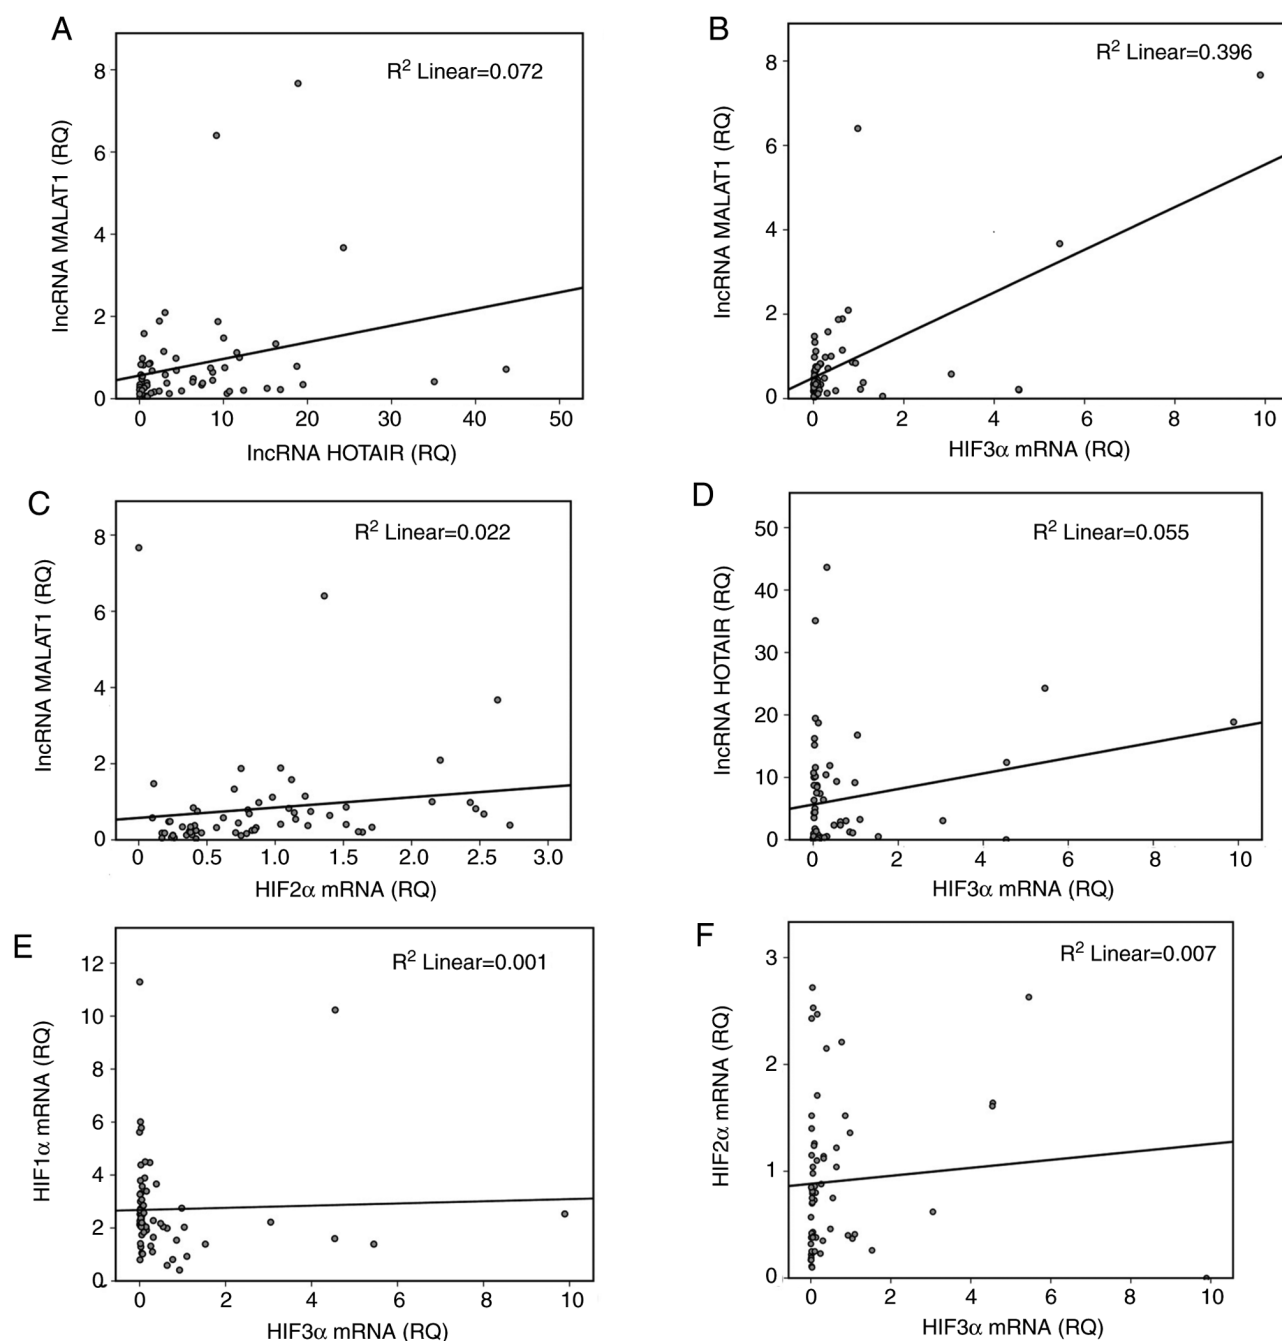 A
R² Linear=0.072
lncRNA MALAT1 (RQ)
8
6
4
2
0
0 10 20 30 40 50
lncRNA HOTAIR (RQ)
B
R² Linear=0.396
lncRNA MALAT1 (RQ)
8
6
4
2
0
0 2 4 6 8 10
HIF3α mRNA (RQ)
C
R² Linear=0.022
lncRNA MALAT1 (RQ)
8
6
4
2
0
0 0.5 1.0 1.5 2.0 2.5 3.0
HIF2α mRNA (RQ)
D
R² Linear=0.055
lncRNA HOTAIR (RQ)
50
40
30
20
10
0
0 2 4 6 8 10
HIF3α mRNA (RQ)
E
R² Linear=0.001
HIF1α mRNA (RQ)
12
10
8
6
4
2
0
0 2 4 6 8 10
HIF3α mRNA (RQ)
F
R² Linear=0.007
HIF2α mRNA (RQ)
3
2
1
0
0 2 4 6 8 10
HIF3α mRNA (RQ)